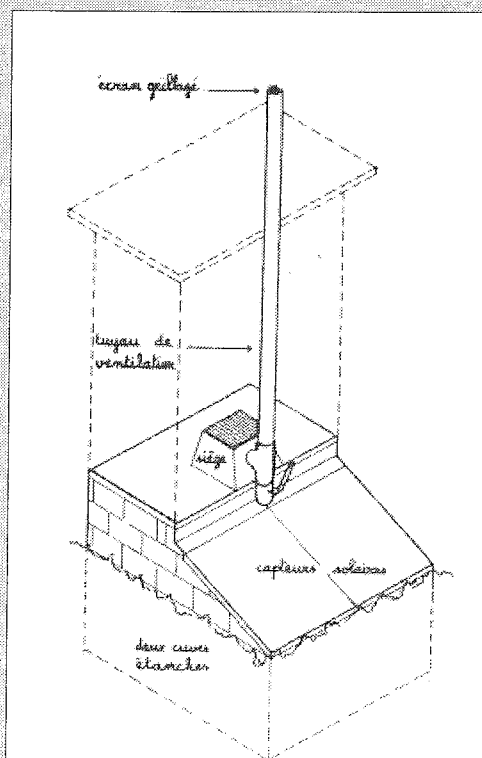 écran grillagé
tuyau de
ventilation
siège
capteurs solaires
deux cuves
étanches